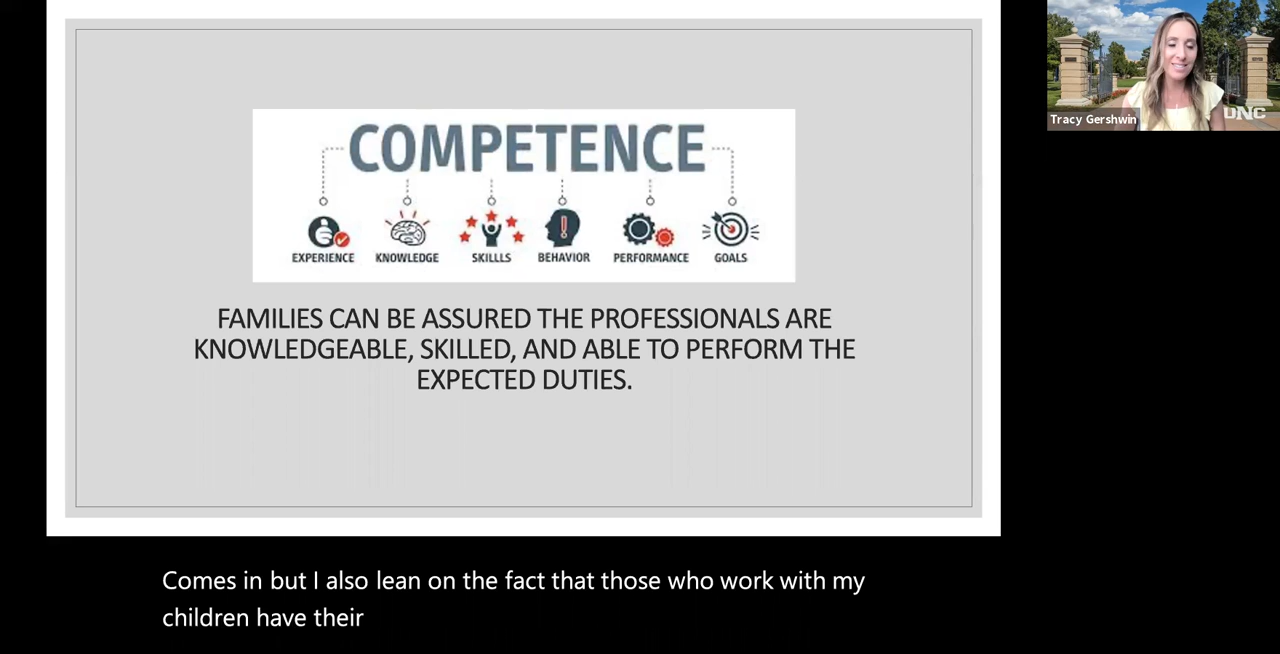 COMPETENCE
EXPERIENCE KNOWLEDGE SKILLLS BEHAVIOR PERFORMANCE GOALS
FAMILIES CAN BE ASSURED THE PROFESSIONALS ARE
KNOWLEDGEABLE, SKILLED, AND ABLE TO PERFORM THE
EXPECTED DUTIES.
UNC
Tracy Gershwin
Comes in but I also lean on the fact that those who work with my
children have their